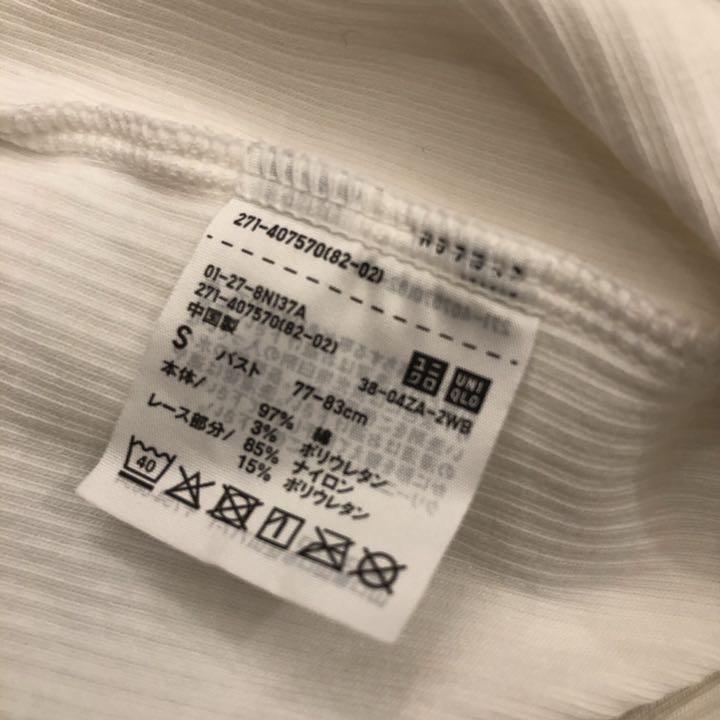 271-407570(82-02)
01-27-8N137A
271-407570(82-02)
中国製
S バスト 77-83cm
ユニクロ UNIQLO
38-04ZA-2WB
本体/ 97% 綿
3% ポリウレタン
レース部分/ 85% ナイロン
15% ポリウレタン
40